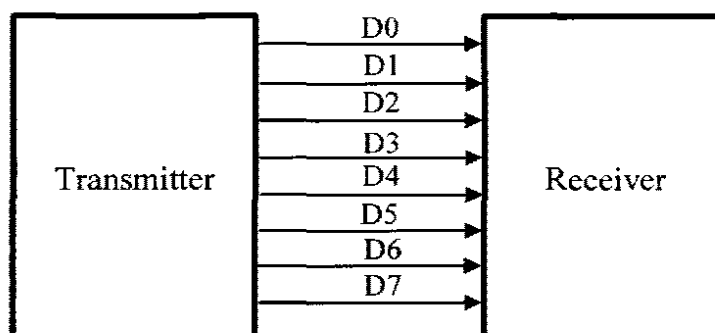 D0
D1
D2
D3
Transmitter
D4
Receiver
D5
D6
D7